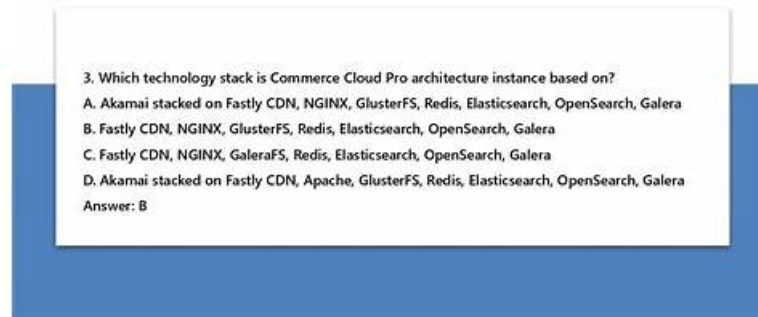 3. Which technology stack is Commerce Cloud Pro architecture instance based on?
A. Akamai stacked on Fastly CDN, NGINX, GlusterFS, Redis, Elasticsearch, OpenSearch, Galera
B. Fastly CDN, NGINX, GlusterFS, Redis, Elasticsearch, OpenSearch, Galera
C. Fastly CDN, NGINX, GaleraFS, Redis, Elasticsearch, OpenSearch, Galera
D. Akamai stacked on Fastly CDN, Apache, GlusterFS, Redis, Elasticsearch, OpenSearch, Galera
Answer: B